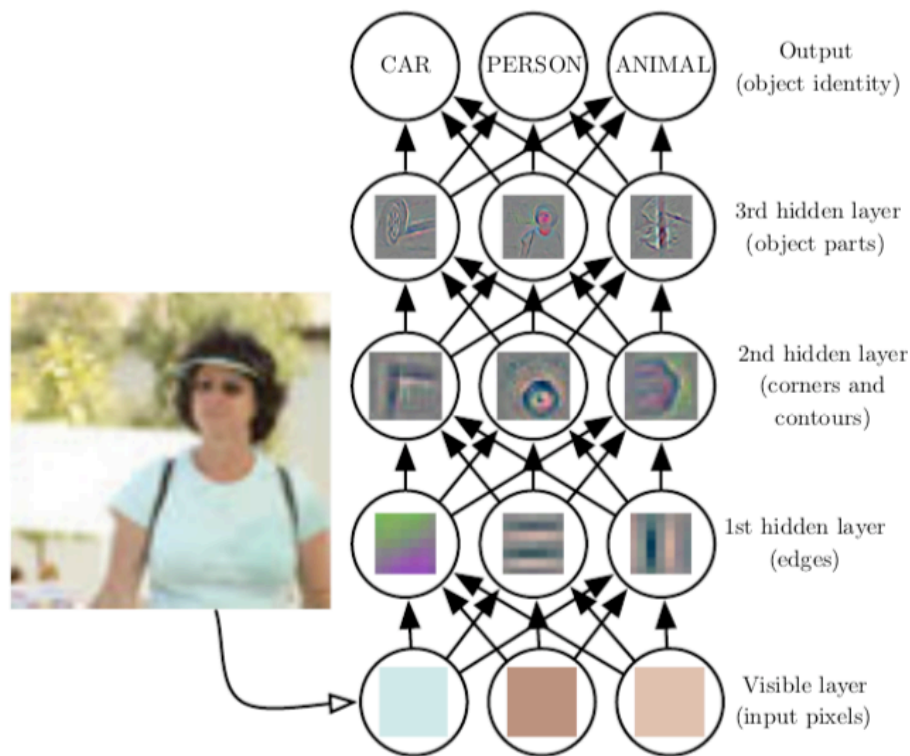 CAR PERSON ANIMAL
Output
(object identity)
3rd hidden layer
(object parts)
2nd hidden layer
(corners and
contours)
1st hidden layer
(edges)
Visible layer
(input pixels)